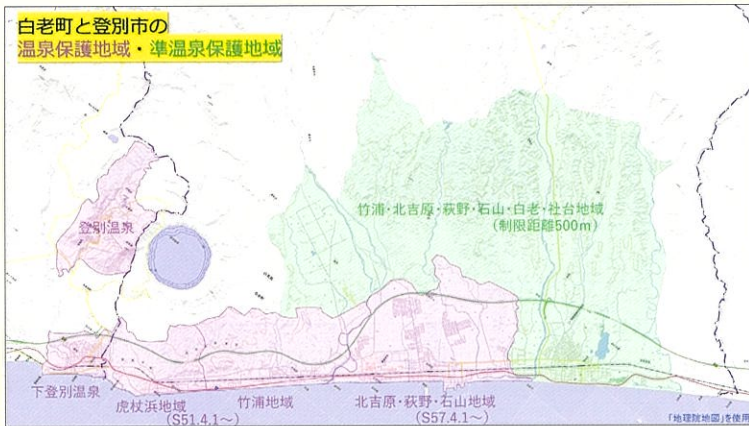 白老町と登別市の
温泉保護地域・準温泉保護地域
竹浦・北吉原・萩野・石山・白老・社台地域
(制限距離500m)
登別温泉
下登別温泉
虎杖浜地域
(S51.4.1～)
竹浦地域
北吉原・萩野・石山地域
(S57.4.1～)
「地理院地図」を使用